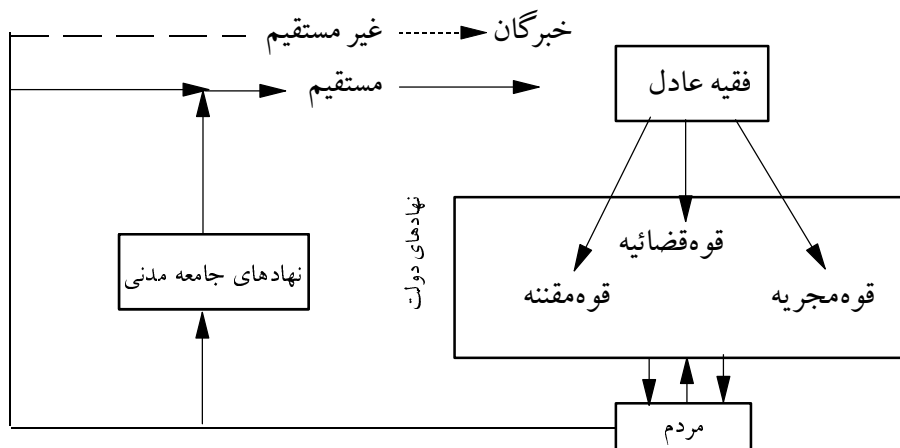 غیر مستقیم
خبرگان
مستقیم
فقیه عادل
نهادهای دولت
قوه‌قضائیه
قوه‌مقننه
قوه‌مجریه
نهادهای جامعه مدنی
مردم